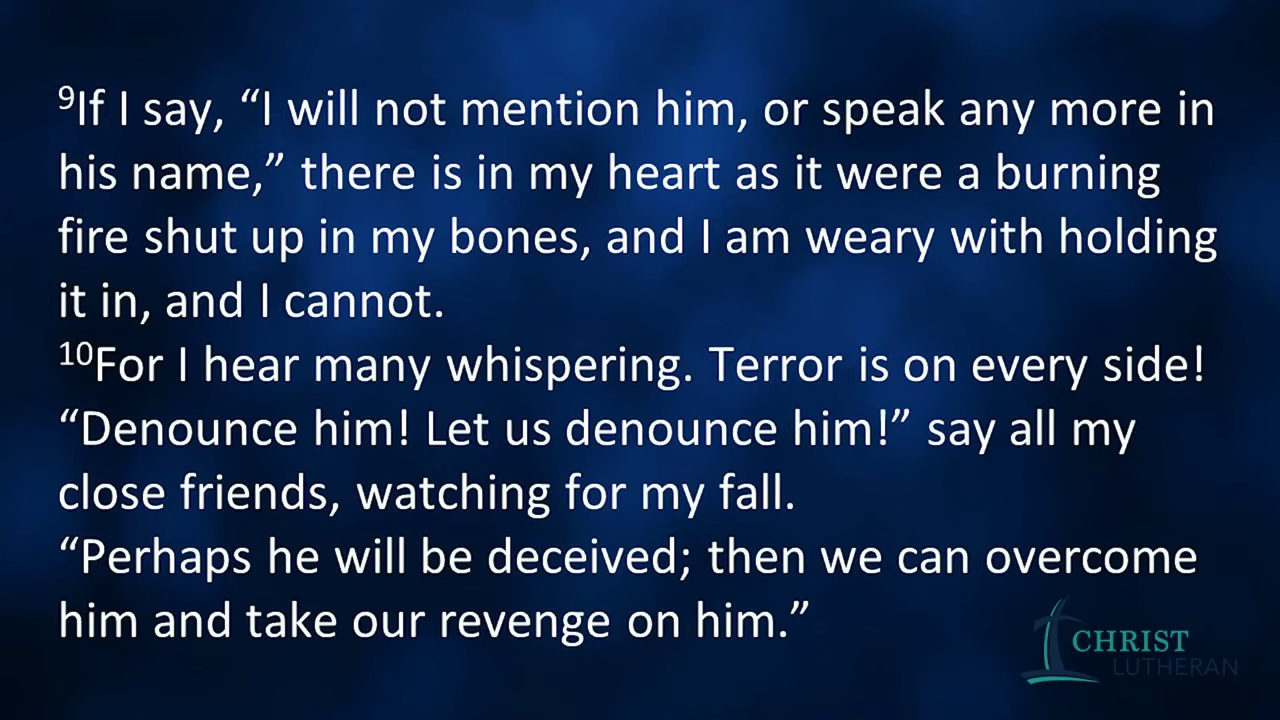 ⁹If I say, “I will not mention him, or speak any more in
his name,” there is in my heart as it were a burning
fire shut up in my bones, and I am weary with holding
it in, and I cannot.
¹⁰For I hear many whispering. Terror is on every side!
“Denounce him! Let us denounce him!” say all my
close friends, watching for my fall.
“Perhaps he will be deceived; then we can overcome
him and take our revenge on him.”
CHRIST
LUTHERAN